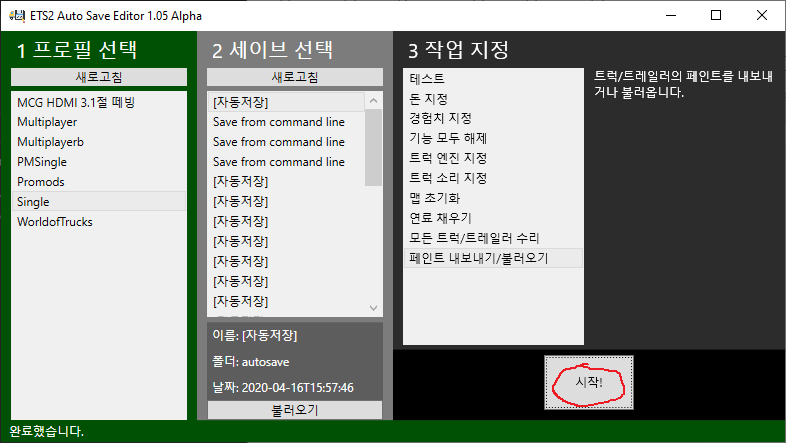 ETS2 Auto Save Editor 1.05 Alpha
1 프로필 선택
새로고침
MCG HDMI 3.1절 떼빙
Multiplayer
Multiplayerb
PMSingle
Promods
Single
WorldofTrucks
2 세이브 선택
새로고침
[자동저장]
Save from command line
Save from command line
Save from command line
[자동저장]
[자동저장]
[자동저장]
[자동저장]
[자동저장]
[자동저장]
[자동저장]
이름: [자동저장]
폴더: autosave
날짜: 2020-04-16T15:57:46
불러오기
3 작업 지정
테스트
돈 지정
경험치 지정
기능 모두 해제
트럭 엔진 지정
트럭 소리 지정
맵 초기화
연료 채우기
모든 트럭/트레일러 수리
페인트 내보내기/불러오기
트럭/트레일러의 페인트를 내보내
거나 불러옵니다.
시작!
완료했습니다.